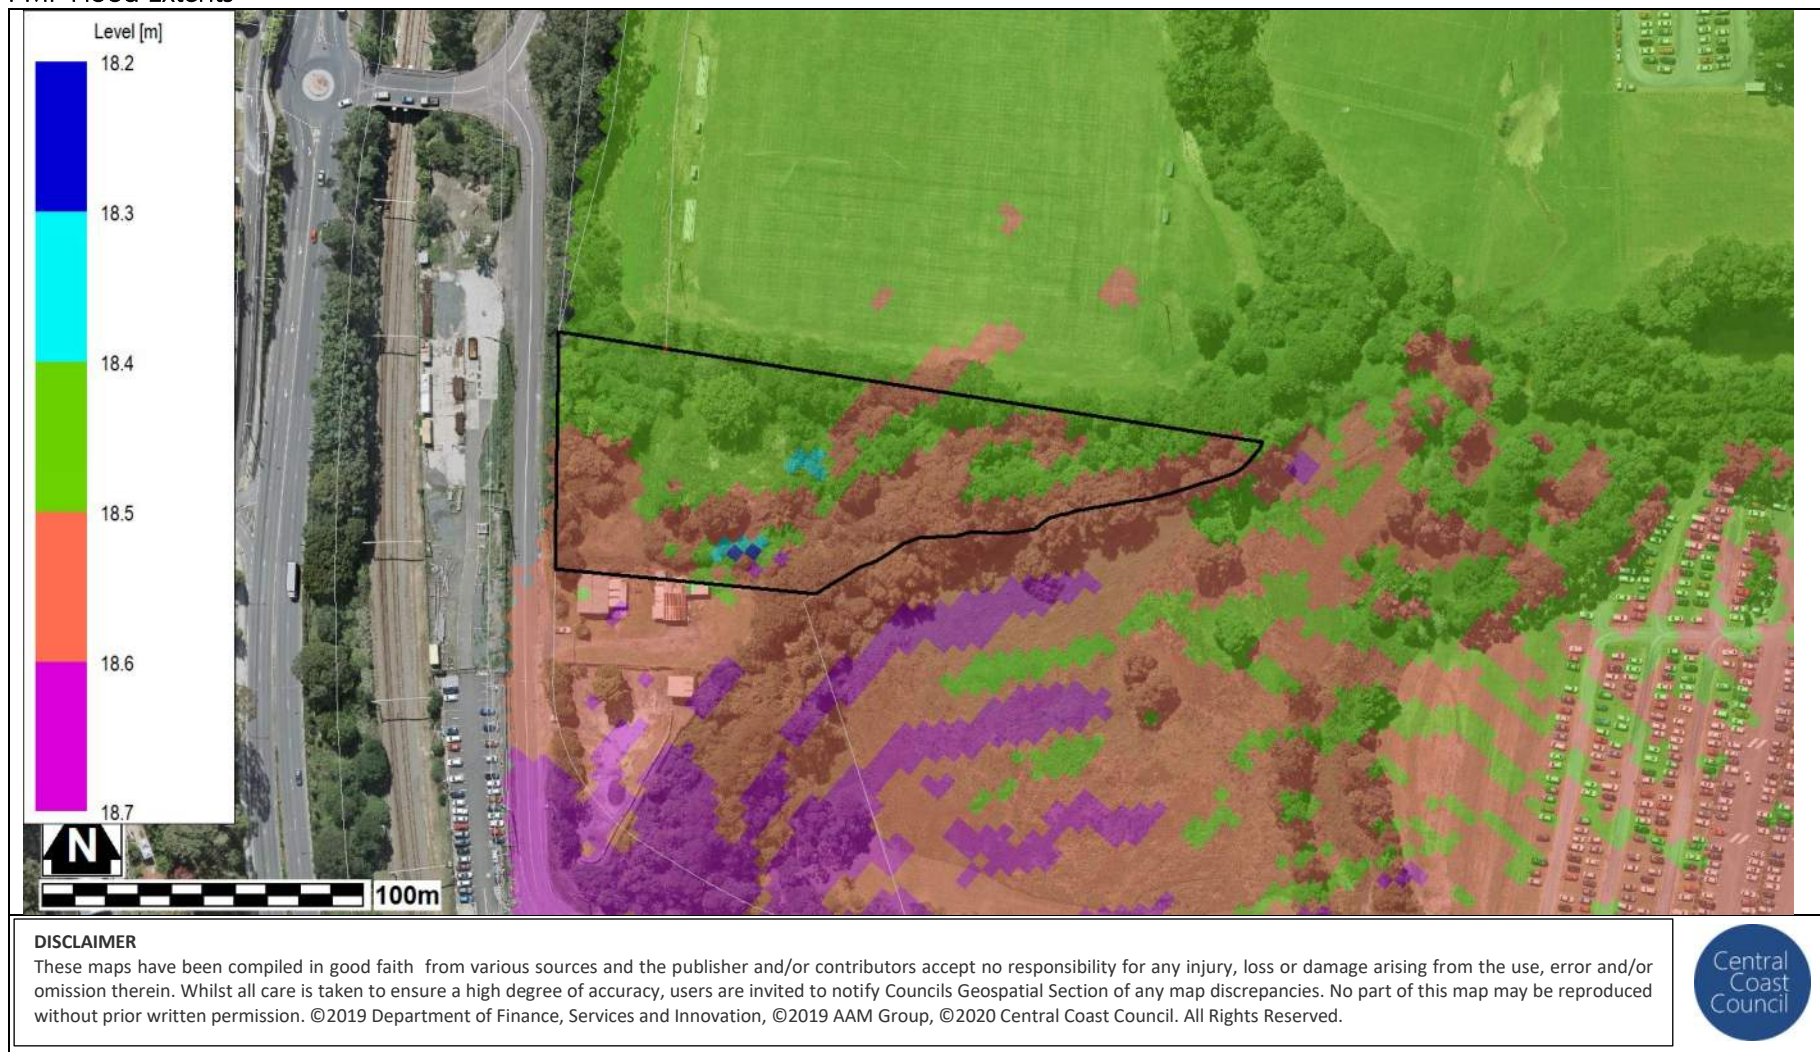 PMF Flood Extents
Level [m]
18.2
18.3
18.4
18.5
18.6
18.7
N
100m
DISCLAIMER
These maps have been compiled in good faith from various sources and the publisher and/or contributors accept no responsibility for any injury, loss or damage arising from the use, error and/or
omission therein. Whilst all care is taken to ensure a high degree of accuracy, users are invited to notify Councils Geospatial Section of any map discrepancies. No part of this map may be reproduced
without prior written permission. ©2019 Department of Finance, Services and Innovation, ©2019 AAM Group, ©2020 Central Coast Council. All Rights Reserved.
Central
Coast
Council